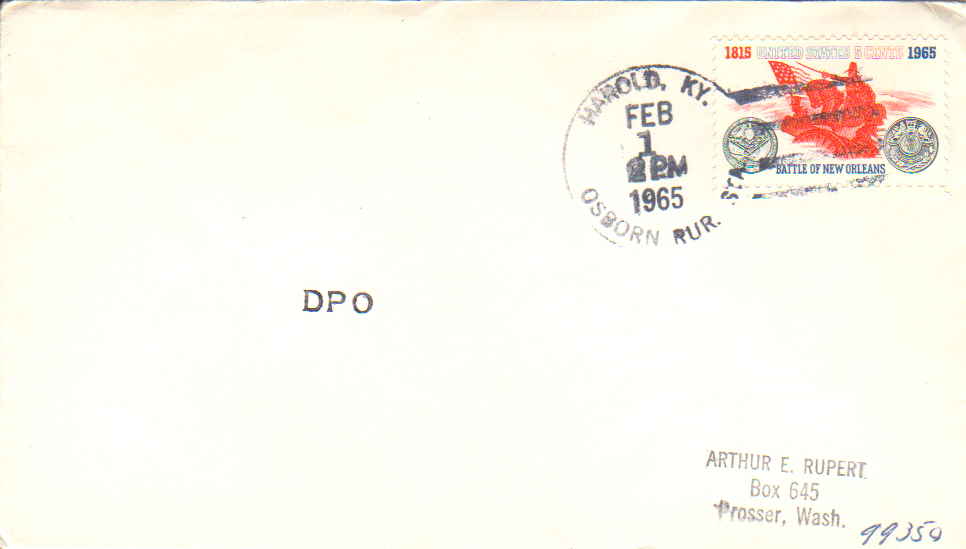 1815 UNITED STATES 5 CENTS 1965
BATTLE OF NEW ORLEANS
HAROLD, KY.
FEB
1
2 PM
1965
OSBORN RUR. STA.
DPO
ARTHUR E. RUPERT
Box 645
Prosser, Wash. 99350